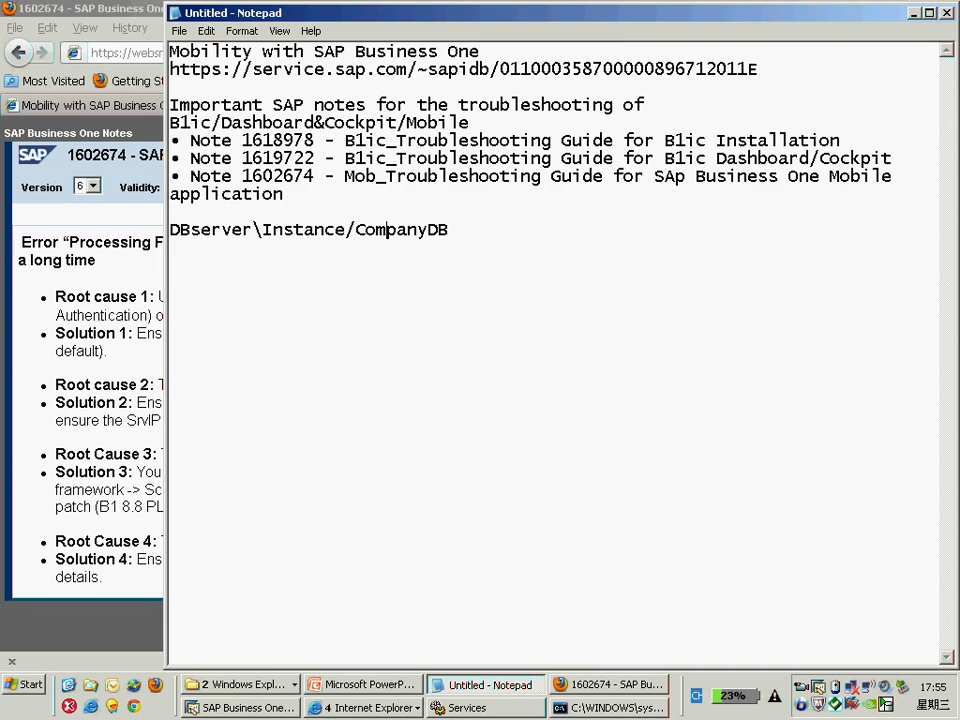 1602674 - SAP Business One
Untitled - Notepad
File Edit View History
File Edit Format View Help
https://websn
Most Visited Getting St
Mobility with SAP Business O
SAP Business One Notes
SAP 1602674 - SAP
Version 6 Validity:
Error “Processing F
a long time
Root cause 1: U
Authentication) o
Solution 1: Ens
default).
Root cause 2: T
Solution 2: Ens
ensure the SrvIP
Root Cause 3: T
Solution 3: You
framework -> Sc
patch (B1 8.8 PL
Root Cause 4: T
Solution 4: Ens
details.
Mobility with SAP Business One
https://service.sap.com/~sapidb/011000358700000896712011E
Important SAP notes for the troubleshooting of
B1ic/Dashboard&Cockpit/Mobile
• Note 1618978 - B1ic_Troubleshooting Guide for B1ic Installation
• Note 1619722 - B1ic_Troubleshooting Guide for B1ic Dashboard/Cockpit
• Note 1602674 - Mob_Troubleshooting Guide for SAp Business One Mobile
application
DBserver\Instance/CompanyDB
Start
2 Windows Expl...
Microsoft PowerP...
Untitled - Notepad
1602674 - SAP Bu...
SAP Business One...
4 Internet Explorer
Services
C:\WINDOWS\sys...
23%
17:55
星期三